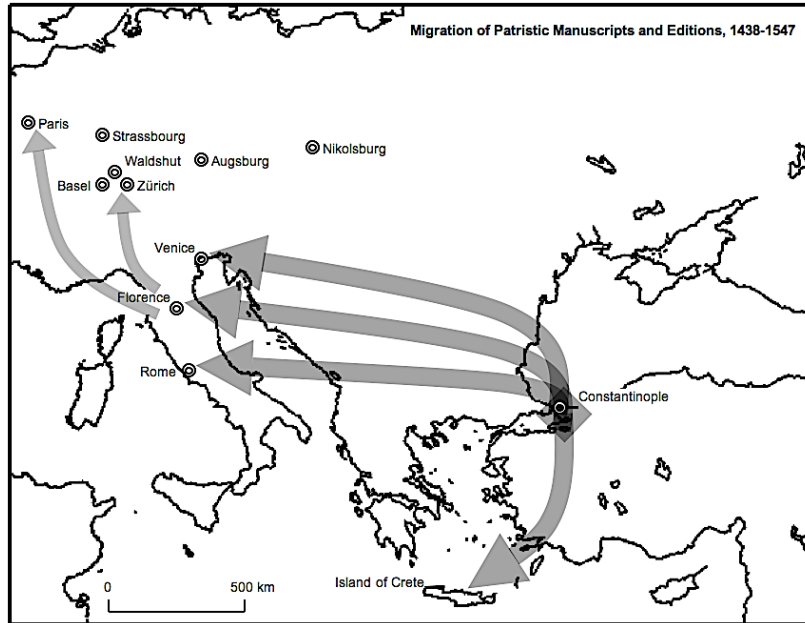 Migration of Patristic Manuscripts and Editions, 1438-1547
Paris
Strassbourg
Nikolsburg
Waldshut
Augsburg
Basel
Zürich
Venice
Florence
Rome
Constantinople
Island of Crete
0
500 km